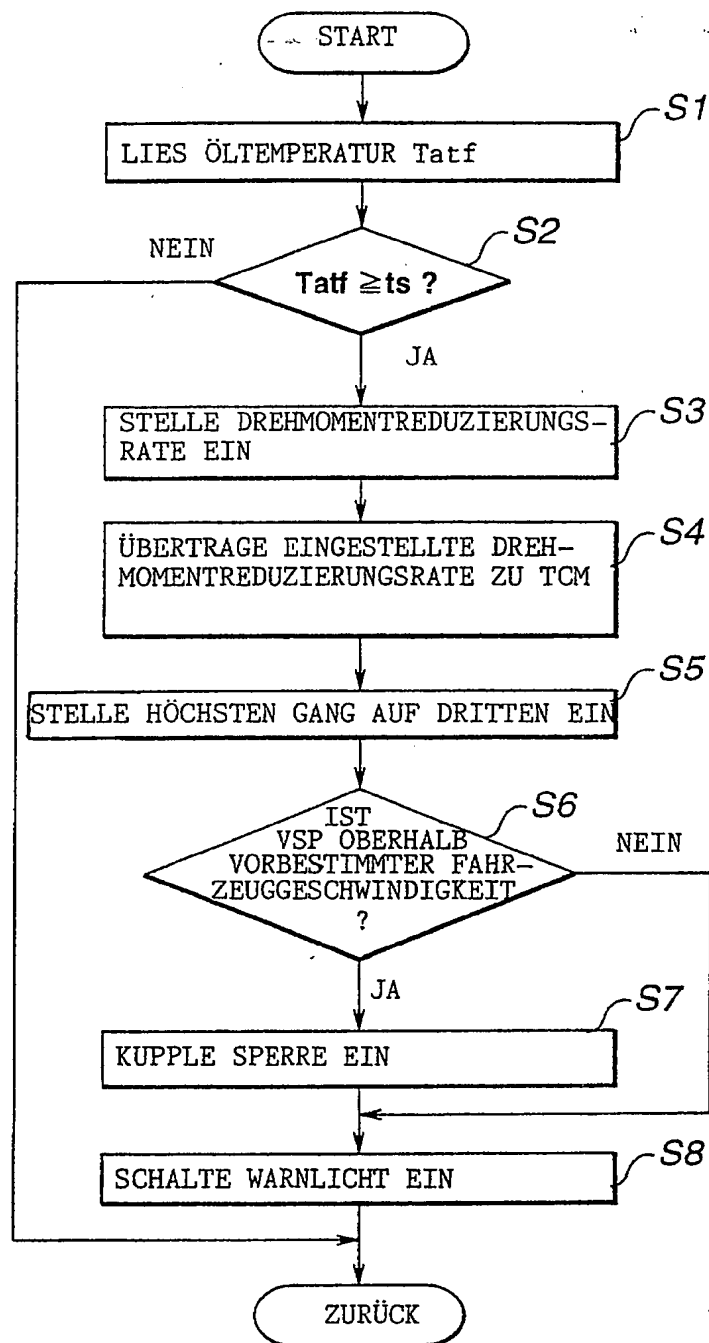 START
S1
LIES ÖLTEMPERATUR Tatf
S2
NEIN
Tatf ≧ts ?
JA
S3
STELLE DREHMOMENTREDUZIERUNGS-
RATE EIN
S4
ÜBERTRAGE EINGESTELLTE DREH-
MOMENTREDUZIERUNGSRATE ZU TCM
S5
STELLE HÖCHSTEN GANG AUF DRITTEN EIN
S6
IST
VSP OBERHALB
VORBESTIMMTER FAHR-
ZEUGGESCHWINDIGKEIT
?
NEIN
JA
S7
KUPPLE SPERRE EIN
S8
SCHALTE WARNLICHT EIN
ZURÜCK